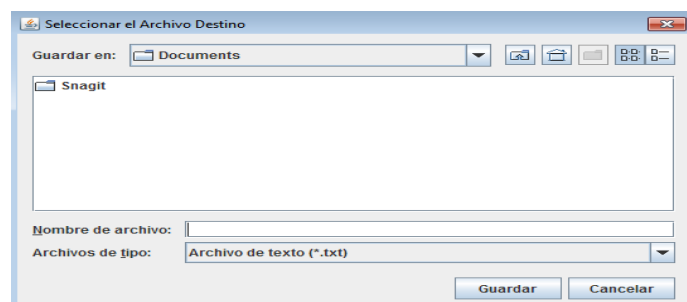 Seleccionar el Archivo Destino
Guardar en: Documents
Snagit
Nombre de archivo:
Archivos de tipo: Archivo de texto (*.txt)
Guardar Cancelar